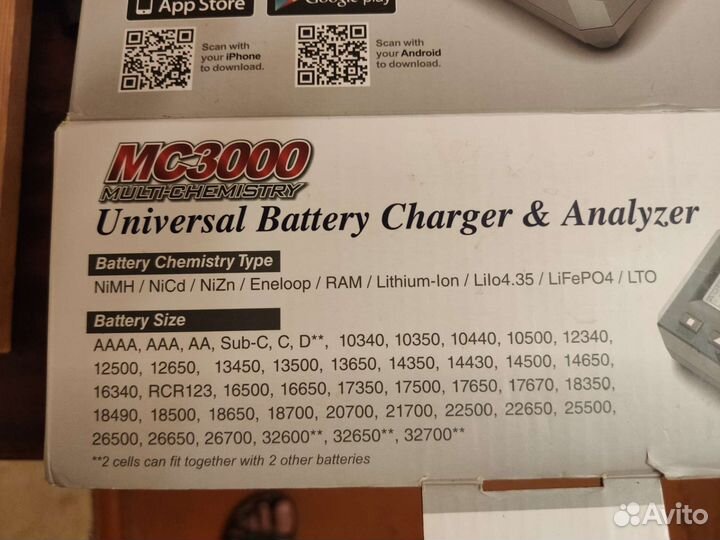 App Store
Google play
Scan with
your iPhone
to download.
Scan with
your Android
to download.
MC3000
MULTI-CHEMISTRY
Universal Battery Charger & Analyzer
Battery Chemistry Type
NiMH / NiCd / NiZn / Eneloop / RAM / Lithium-Ion / LiIo4.35 / LiFePO4 / LTO
Battery Size
AAAA, AAA, AA, Sub-C, C, D**, 10340, 10350, 10440, 10500, 12340,
12500, 12650, 13450, 13500, 13650, 14350, 14430, 14500, 14650,
16340, RCR123, 16500, 16650, 17350, 17500, 17650, 17670, 18350,
18490, 18500, 18650, 18700, 20700, 21700, 22500, 22650, 25500,
26500, 26650, 26700, 32600**, 32650**, 32700**
**2 cells can fit together with 2 other batteries
Avito